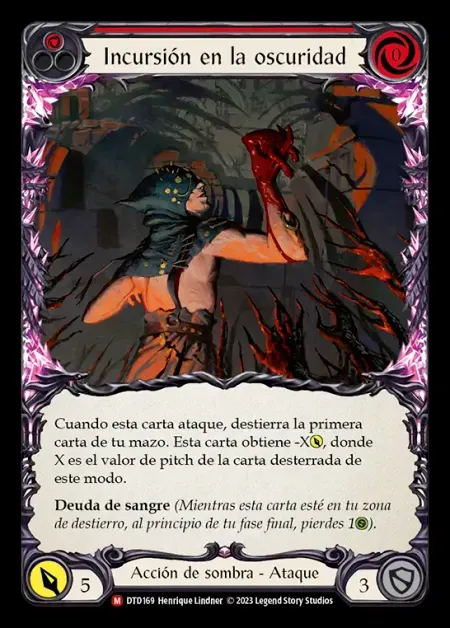 Incursión en la oscuridad
0
Cuando esta carta ataque, destierra la primera
carta de tu mazo. Esta carta obtiene -X, donde
X es el valor de pitch de la carta desterrada de
este modo.
Deuda de sangre (Mientras esta carta esté en tu zona
de destierro, al principio de tu fase final, pierdes 1).
5
Acción de sombra - Ataque
3
M DTD169 Henrique Lindner © 2023 Legend Story Studios